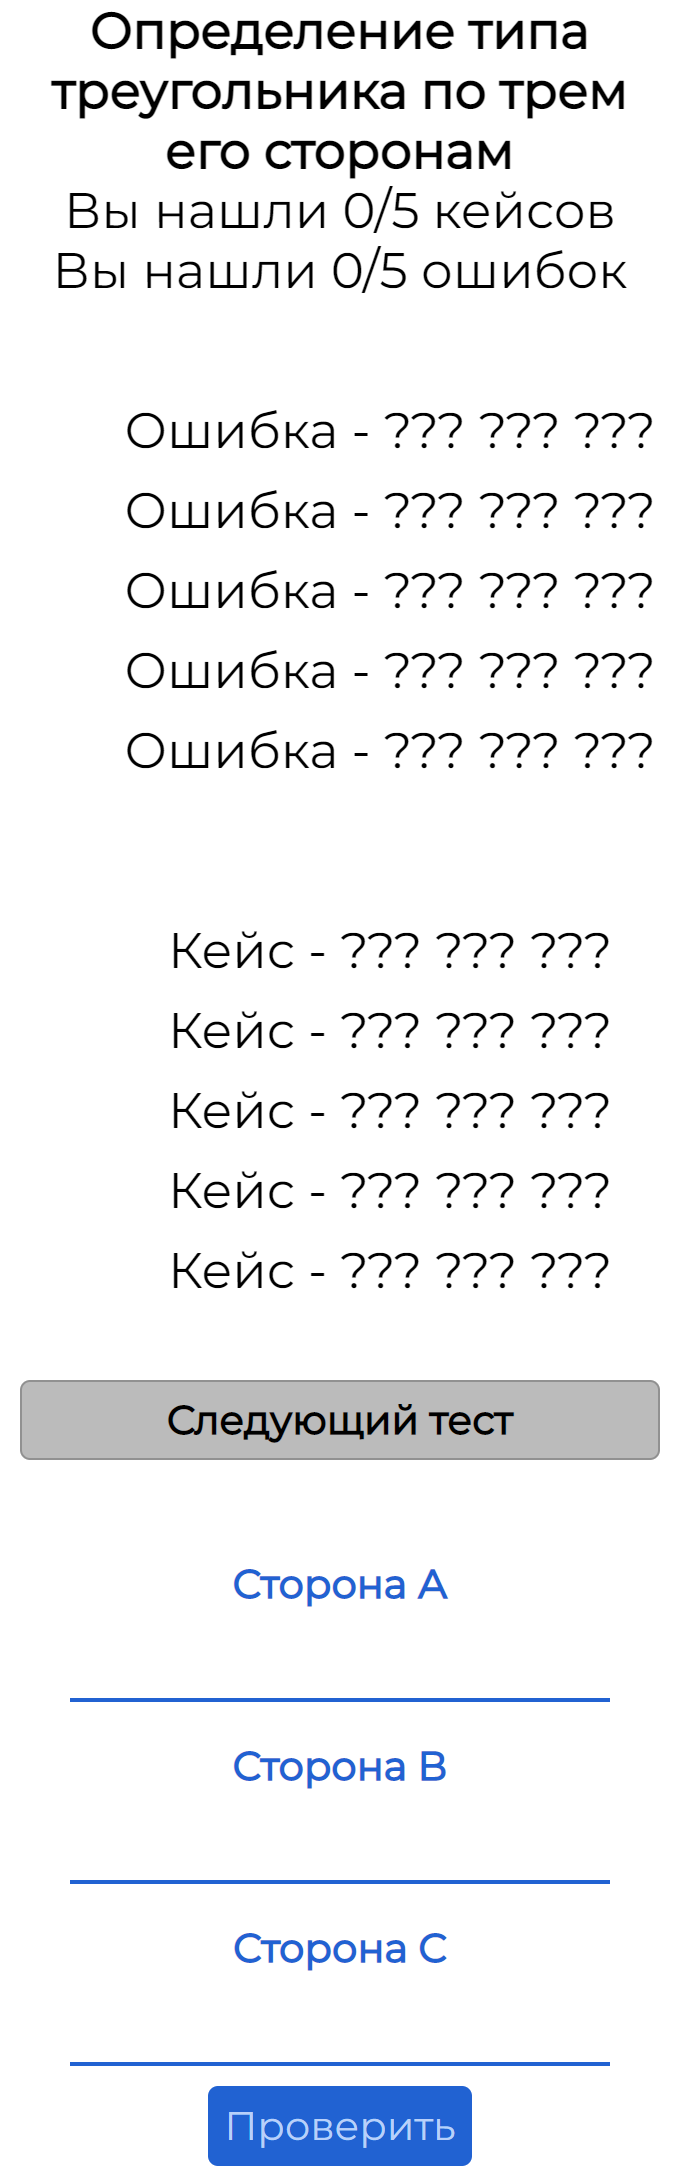 Определение типа
треугольника по трем
его сторонам
Вы нашли 0/5 кейсов
Вы нашли 0/5 ошибок
Ошибка - ??? ??? ???
Ошибка - ??? ??? ???
Ошибка - ??? ??? ???
Ошибка - ??? ??? ???
Ошибка - ??? ??? ???
Кейс - ??? ??? ???
Кейс - ??? ??? ???
Кейс - ??? ??? ???
Кейс - ??? ??? ???
Кейс - ??? ??? ???
Следующий тест
Сторона A
Сторона B
Сторона C
Проверить